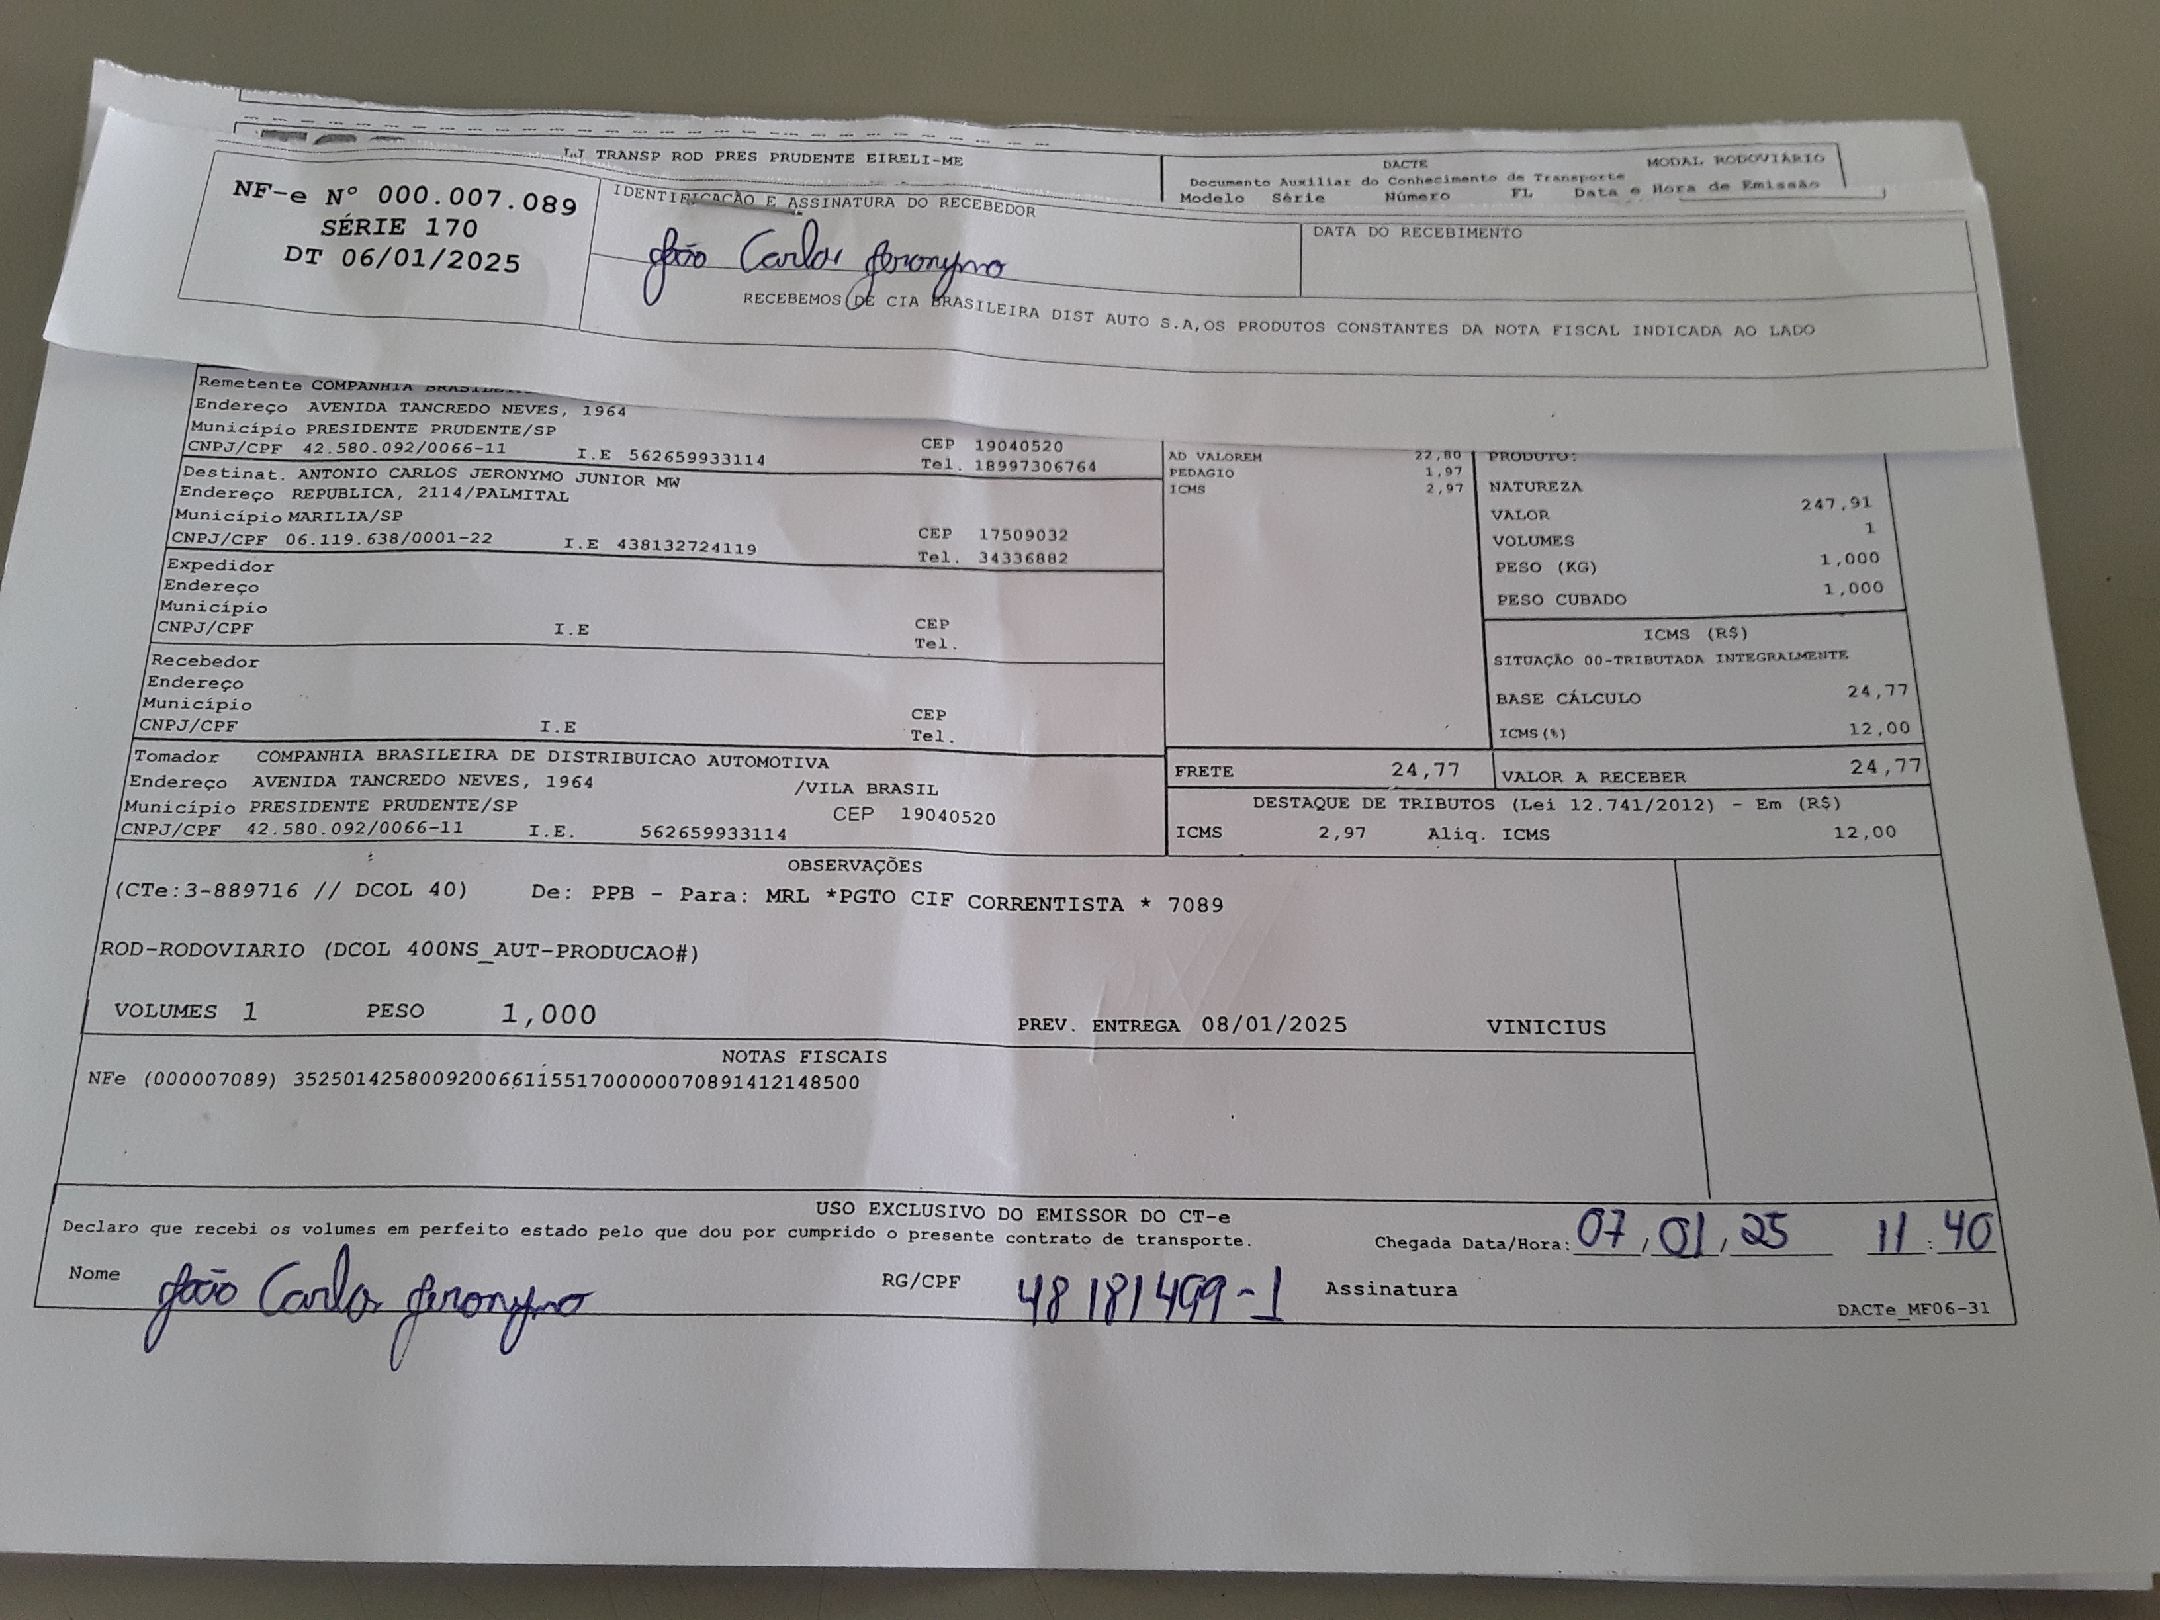 LJ TRANSP ROD PRES PRUDENTE EIRELI-ME
DACTE
MODAL RODOVIÁRIO
Documento Auxiliar do Conhecimento de Transporte
Modelo Série Número FL Data e Hora de Emissão
NF-e Nº 000.007.089
SÉRIE 170
DT 06/01/2025
IDENTIFICAÇÃO E ASSINATURA DO RECEBEDOR
João Carlos Jeronymo
DATA DO RECEBIMENTO
RECEBEMOS DE CIA BRASILEIRA DIST AUTO S.A,OS PRODUTOS CONSTANTES DA NOTA FISCAL INDICADA AO LADO
Remetente COMPANHIA
Endereço AVENIDA TANCREDO NEVES, 1964
Município PRESIDENTE PRUDENTE/SP
CEP 19040520
CNPJ/CPF 42.580.092/0066-11 I.E 562659933114 Tel. 18997306764
Destinat. ANTONIO CARLOS JERONYMO JUNIOR MW
Endereço REPUBLICA, 2114/PALMITAL
Município MARILIA/SP
CEP 17509032
CNPJ/CPF 06.119.638/0001-22 I.E 438132724119 Tel. 34336882
Expedidor
Endereço
Município
CEP
CNPJ/CPF I.E Tel.
Recebedor
Endereço
Município
CEP
CNPJ/CPF I.E Tel.
Tomador COMPANHIA BRASILEIRA DE DISTRIBUICAO AUTOMOTIVA
Endereço AVENIDA TANCREDO NEVES, 1964 /VILA BRASIL
Município PRESIDENTE PRUDENTE/SP CEP 19040520
CNPJ/CPF 42.580.092/0066-11 I.E. 562659933114
AD VALOREM 22,80
PEDAGIO 1,97
ICMS 2,97
PRODUTO:
NATUREZA
VALOR 247,91
VOLUMES 1
PESO (KG) 1,000
PESO CUBADO 1,000
ICMS (R$)
SITUAÇÃO 00-TRIBUTADA INTEGRALMENTE
BASE CÁLCULO 24,77
ICMS(%) 12,00
FRETE 24,77 VALOR A RECEBER 24,77
DESTAQUE DE TRIBUTOS (Lei 12.741/2012) - Em (R$)
ICMS 2,97 Aliq. ICMS 12,00
OBSERVAÇÕES
(CTe:3-889716 // DCOL 40) De: PPB - Para: MRL *PGTO CIF CORRENTISTA * 7089
ROD-RODOVIARIO (DCOL 400NS_AUT-PRODUCAO#)
VOLUMES 1 PESO 1,000 PREV. ENTREGA 08/01/2025 VINICIUS
NOTAS FISCAIS
NFe (000007089) 35250142580092006611551700000070891412148500
USO EXCLUSIVO DO EMISSOR DO CT-e
Declaro que recebi os volumes em perfeito estado pelo que dou por cumprido o presente contrato de transporte.
Chegada Data/Hora: 07/01/25 11:40
Nome João Carlos Jeronymo RG/CPF 48181499-1 Assinatura
DACTe_MF06-31